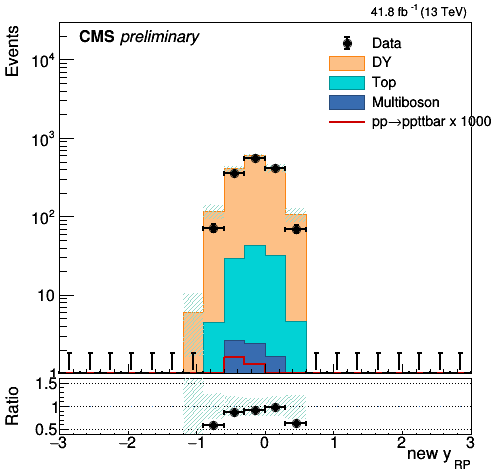 41.8 fb⁻¹ (13 TeV)
CMS preliminary
Events
Data
DY
Top
Multiboson
pp→ppttbar x 1000
10⁴
10³
10²
10
1
Ratio
1.5
1
0.5
−3 −2 −1 0 1 2 3
new y_RP